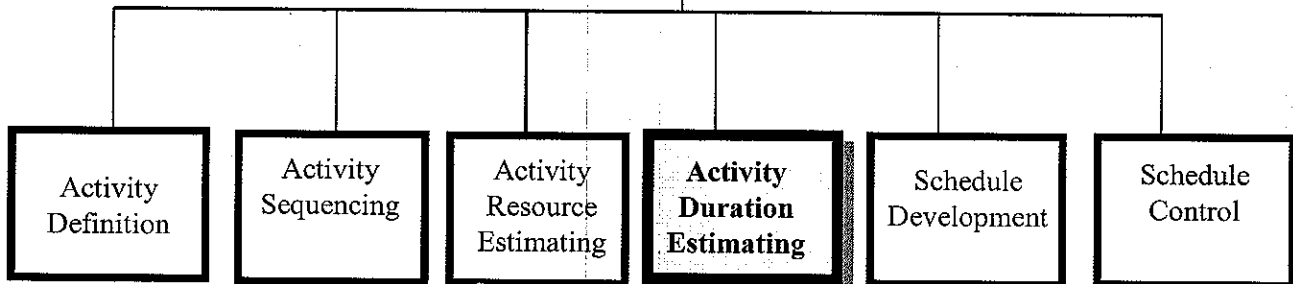 Activity
Definition
Activity
Sequencing
Activity
Resource
Estimating
Activity
Duration
Estimating
Schedule
Development
Schedule
Control